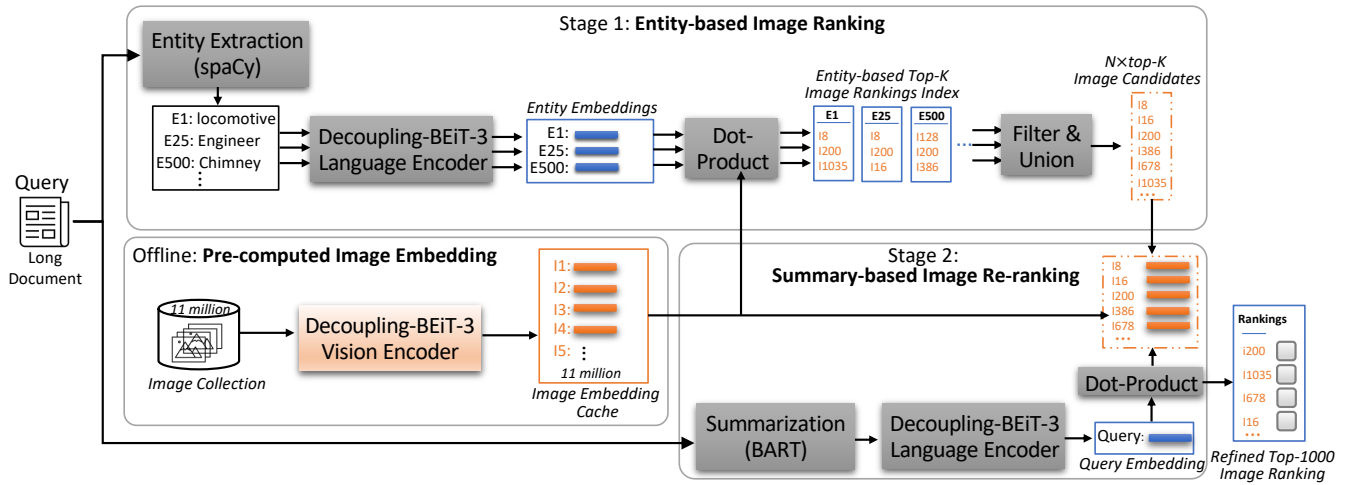 Stage 1: Entity-based Image Ranking
Entity Extraction
(spaCy)
E1: locomotive
E25: Engineer
E500: Chimney
⋮
Decoupling-BEiT-3
Language Encoder
Entity Embeddings
E1:
E25:
E500:
Dot-
Product
Entity-based Top-K
Image Rankings Index
E1
I8
I200
I1035
E25
I8
I200
I16
E500
I128
I200
I386
...
Filter &
Union
N×top-K
Image Candidates
I8
I16
I200
I386
I678
I1035
...
Query
Long
Document
Offline: Pre-computed Image Embedding
11 million
Image Collection
Decoupling-BEiT-3
Vision Encoder
I1:
I2:
I3:
I4:
I5:
⋮
11 million
Image Embedding
Cache
Stage 2:
Summary-based Image Re-ranking
I8
I16
I200
I386
I678
...
Dot-Product
Summarization
(BART)
Decoupling-BEiT-3
Language Encoder
Query:
Query Embedding
Rankings
i200
I1035
I678
I16
...
Refined Top-1000
Image Ranking